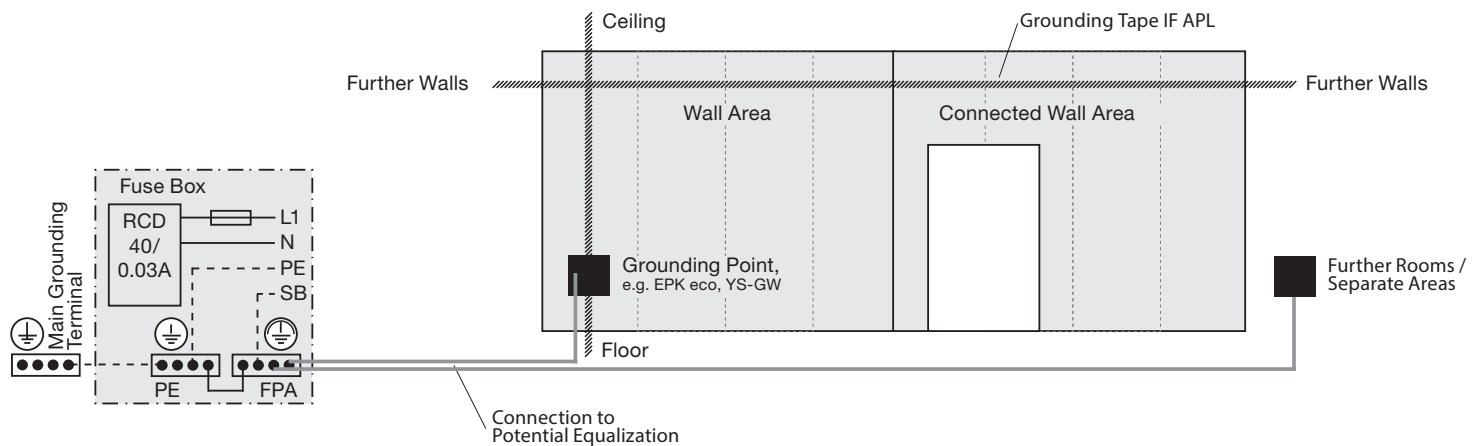 Ceiling
Grounding Tape IF APL
Further Walls
Further Walls
Wall Area
Connected Wall Area
Fuse Box
RCD
40/
0.03A
L1
N
PE
SB
Main Grounding
Terminal
PE
FPA
Grounding Point,
e.g. EPK eco, YS-GW
Floor
Further Rooms /
Separate Areas
Connection to
Potential Equalization